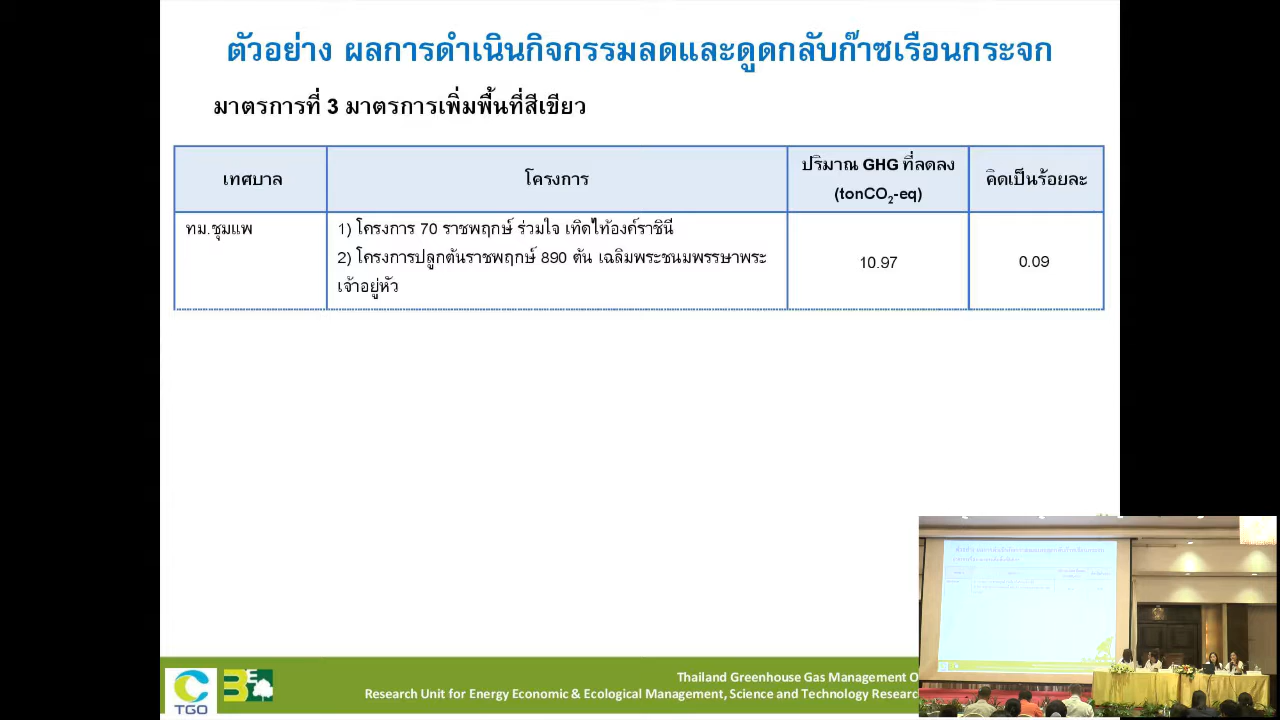 ตัวอย่าง ผลการดำเนินกิจกรรมลดและดูดกลับก๊าซเรือนกระจก
มาตรการที่ 3 มาตรการเพิ่มพื้นที่สีเขียว
เทศบาล
โครงการ
ปริมาณ GHG ที่ลดลง
(tonCO₂-eq)
คิดเป็นร้อยละ
ทม.ชุมแพ
1) โครงการ 70 ราชพฤกษ์ ร่วมใจ เทิดไท้องค์ราชินี
2) โครงการปลูกต้นราชพฤกษ์ 890 ต้น เฉลิมพระชนมพรรษาพระ
เจ้าอยู่หัว
10.97
0.09
Thailand Greenhouse Gas Management O
Research Unit for Energy Economic & Ecological Management, Science and Technology Researc
TGO